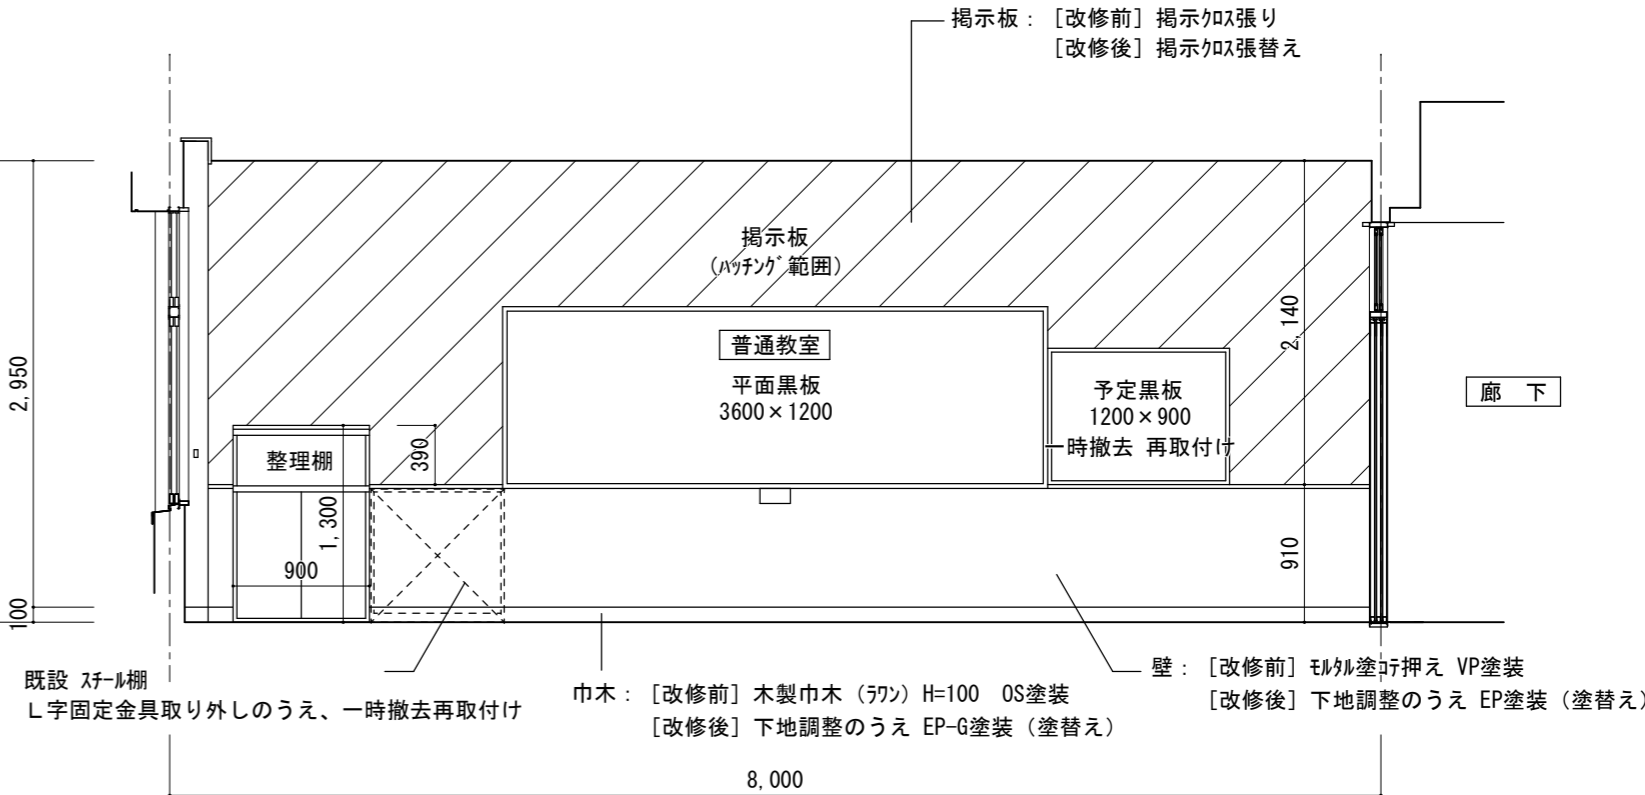 掲示板： ［改修前］掲示ｸﾛｽ張り
［改修後］掲示ｸﾛｽ張替え
掲示板
（ﾊｯﾁﾝｸﾞ範囲）
2,140
2,950
普通教室
平面黒板
3600×1200
予定黒板
1200×900
一時撤去 再取付け
廊　下
整理棚
390
1,300
900
910
100
既設 ｽﾁｰﾙ棚
Ｌ字固定金具取り外しのうえ、一時撤去再取付け
巾木： ［改修前］木製巾木（ﾗﾜﾝ）H=100　OS塗装
［改修後］下地調整のうえ EP-G塗装（塗替え）
壁： ［改修前］ﾓﾙﾀﾙ塗ｺﾃ押え VP塗装
［改修後］下地調整のうえ EP塗装（塗替え）
8,000